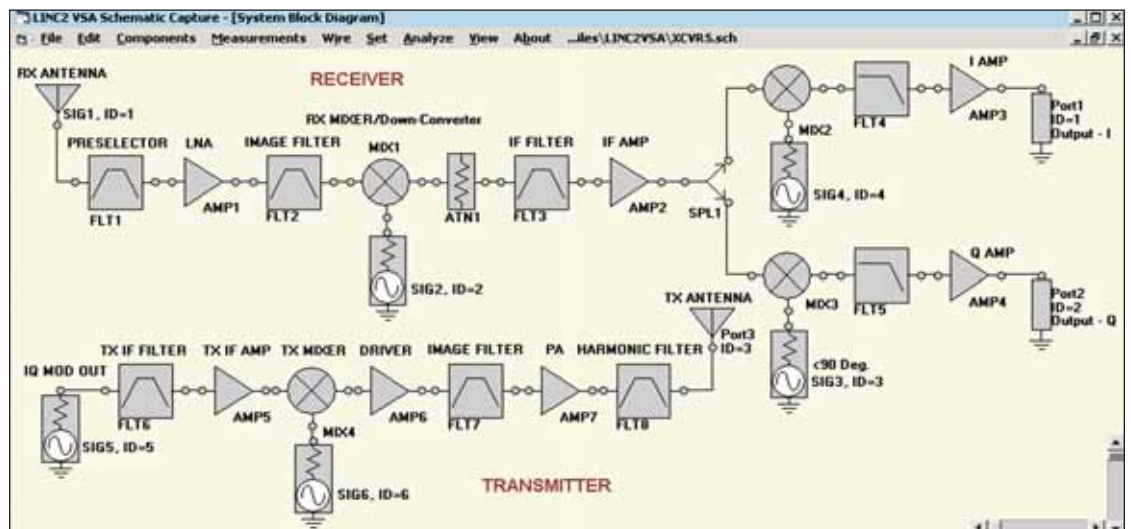 LINC2 VSA Schematic Capture - [System Block Diagram]
File Edit Components Measurements Wire Set Analyze View About ...iles\LINC2VSA\XCVR5.sch
RX ANTENNA
RECEIVER
SIG1, ID=1
RX MIXER/Down-Converter
PRESELECTOR LNA IMAGE FILTER MIX1 IF FILTER IF AMP
FLT1 AMP1 FLT2 ATN1 FLT3 AMP2 SPL1
SIG2, ID=2
I AMP
MIX2 FLT4 AMP3
Port1
ID=1
Output - I
SIG4, ID=4
Q AMP
MIX3 FLT5 AMP4
Port2
ID=2
Output - Q
<90 Deg.
SIG3, ID=3
TX ANTENNA
Port3
ID=3
TX IF FILTER TX IF AMP TX MIXER DRIVER IMAGE FILTER PA HARMONIC FILTER
IQ MOD OUT
FLT6 AMP5 MIX4 AMP6 FLT7 AMP7 FLT8
SIG5, ID=5
SIG6, ID=6
TRANSMITTER